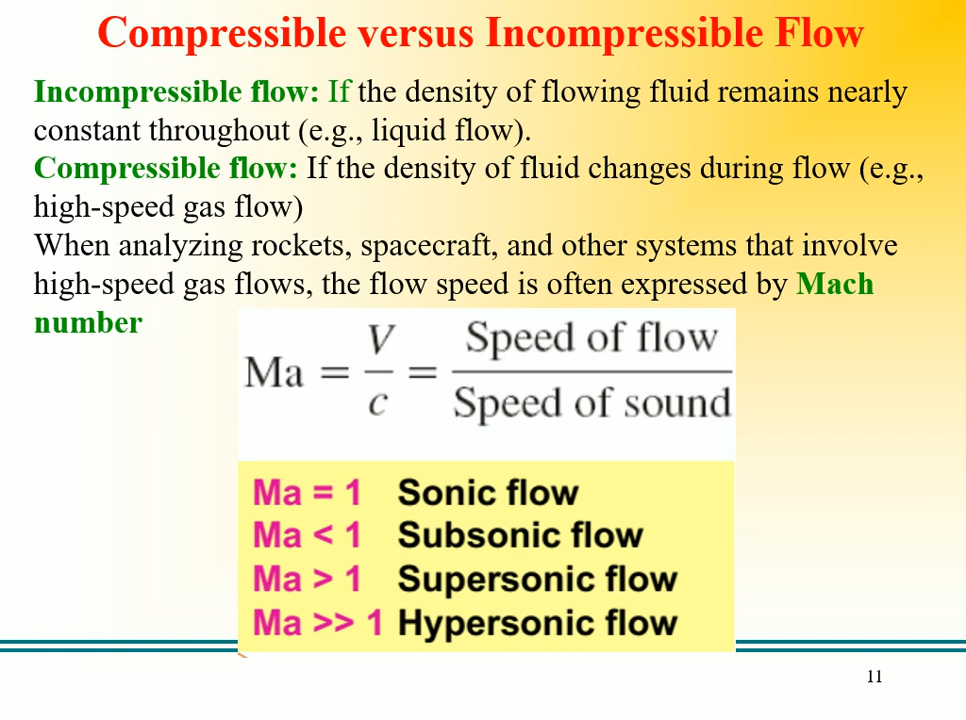 Compressible versus Incompressible Flow
Incompressible flow: If the density of flowing fluid remains nearly
constant throughout (e.g., liquid flow).
Compressible flow: If the density of fluid changes during flow (e.g.,
high-speed gas flow)
When analyzing rockets, spacecraft, and other systems that involve
high-speed gas flows, the flow speed is often expressed by Mach
number
Ma = V/c = Speed of flow / Speed of sound
Ma = 1 Sonic flow
Ma < 1 Subsonic flow
Ma > 1 Supersonic flow
Ma >> 1 Hypersonic flow
11